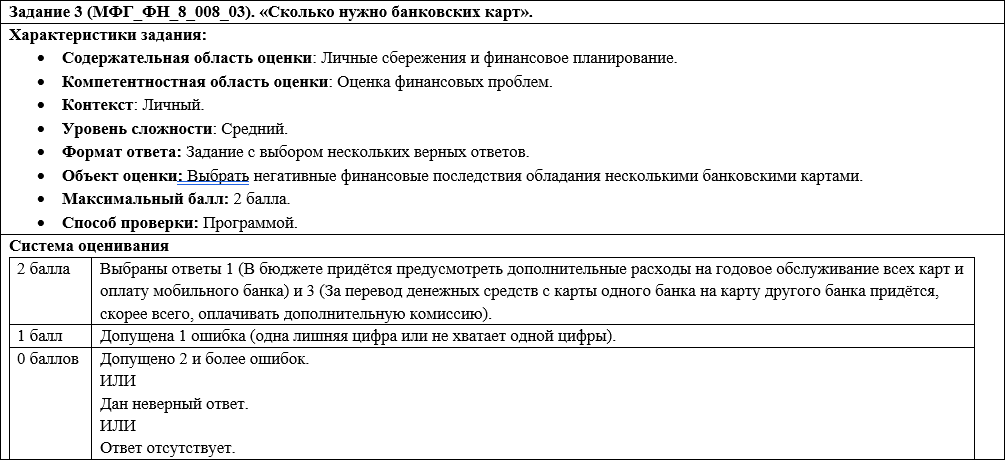 Задание 3 (МФГ_ФН_8_008_03). «Сколько нужно банковских карт».
Характеристики задания:
• Содержательная область оценки: Личные сбережения и финансовое планирование.
• Компетентностная область оценки: Оценка финансовых проблем.
• Контекст: Личный.
• Уровень сложности: Средний.
• Формат ответа: Задание с выбором нескольких верных ответов.
• Объект оценки: Выбрать негативные финансовые последствия обладания несколькими банковскими картами.
• Максимальный балл: 2 балла.
• Способ проверки: Программой.
Система оценивания
2 балла Выбраны ответы 1 (В бюджете придётся предусмотреть дополнительные расходы на годовое обслуживание всех карт и
оплату мобильного банка) и 3 (За перевод денежных средств с карты одного банка на карту другого банка придётся,
скорее всего, оплачивать дополнительную комиссию).
1 балл Допущена 1 ошибка (одна лишняя цифра или не хватает одной цифры).
0 баллов Допущено 2 и более ошибок.
ИЛИ
Дан неверный ответ.
ИЛИ
Ответ отсутствует.